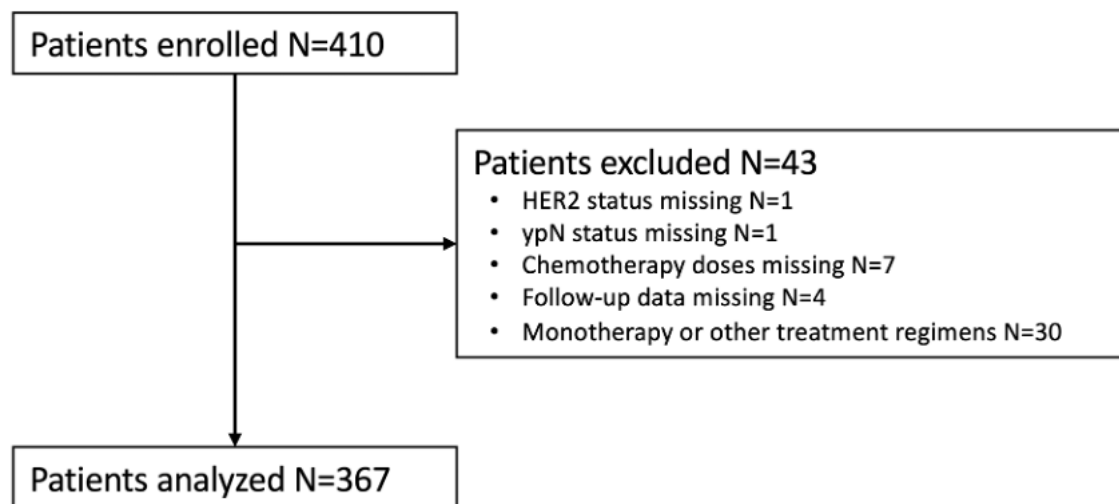 Patients enrolled N=410
Patients excluded N=43
• HER2 status missing N=1
• ypN status missing N=1
• Chemotherapy doses missing N=7
• Follow-up data missing N=4
• Monotherapy or other treatment regimens N=30
Patients analyzed N=367